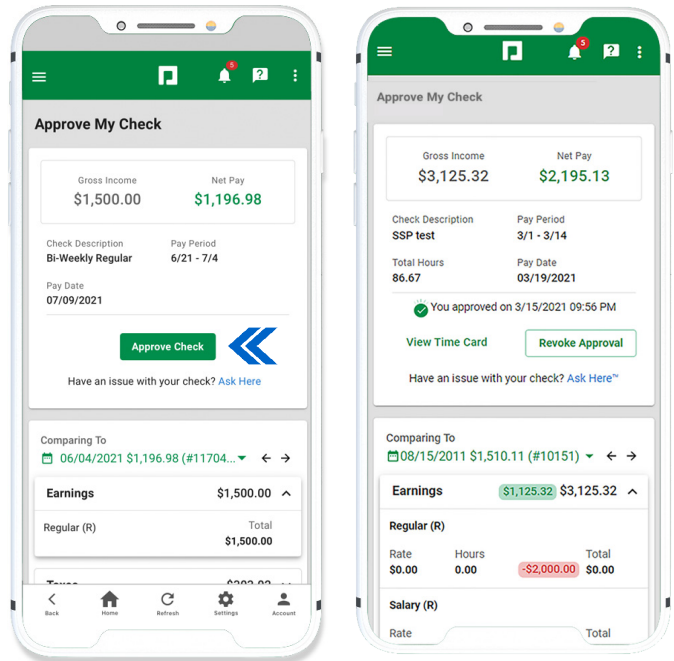 5
?
Approve My Check
Gross Income Net Pay
$1,500.00 $1,196.98
Check Description Pay Period
Bi-Weekly Regular 6/21 - 7/4
Pay Date
07/09/2021
Approve Check
Have an issue with your check? Ask Here
Comparing To
06/04/2021 $1,196.98 (#11704...
Earnings $1,500.00
Regular (R) Total
$1,500.00
Back Home Refresh Settings Account
5
?
Approve My Check
Gross Income Net Pay
$3,125.32 $2,195.13
Check Description Pay Period
SSP test 3/1 - 3/14
Total Hours Pay Date
86.67 03/19/2021
You approved on 3/15/2021 09:56 PM
View Time Card Revoke Approval
Have an issue with your check? Ask Here™
Comparing To
08/15/2011 $1,510.11 (#10151)
Earnings $1,125.32 $3,125.32
Regular (R)
Rate Hours Total
$0.00 0.00 -$2,000.00 $0.00
Salary (R)
Rate Total